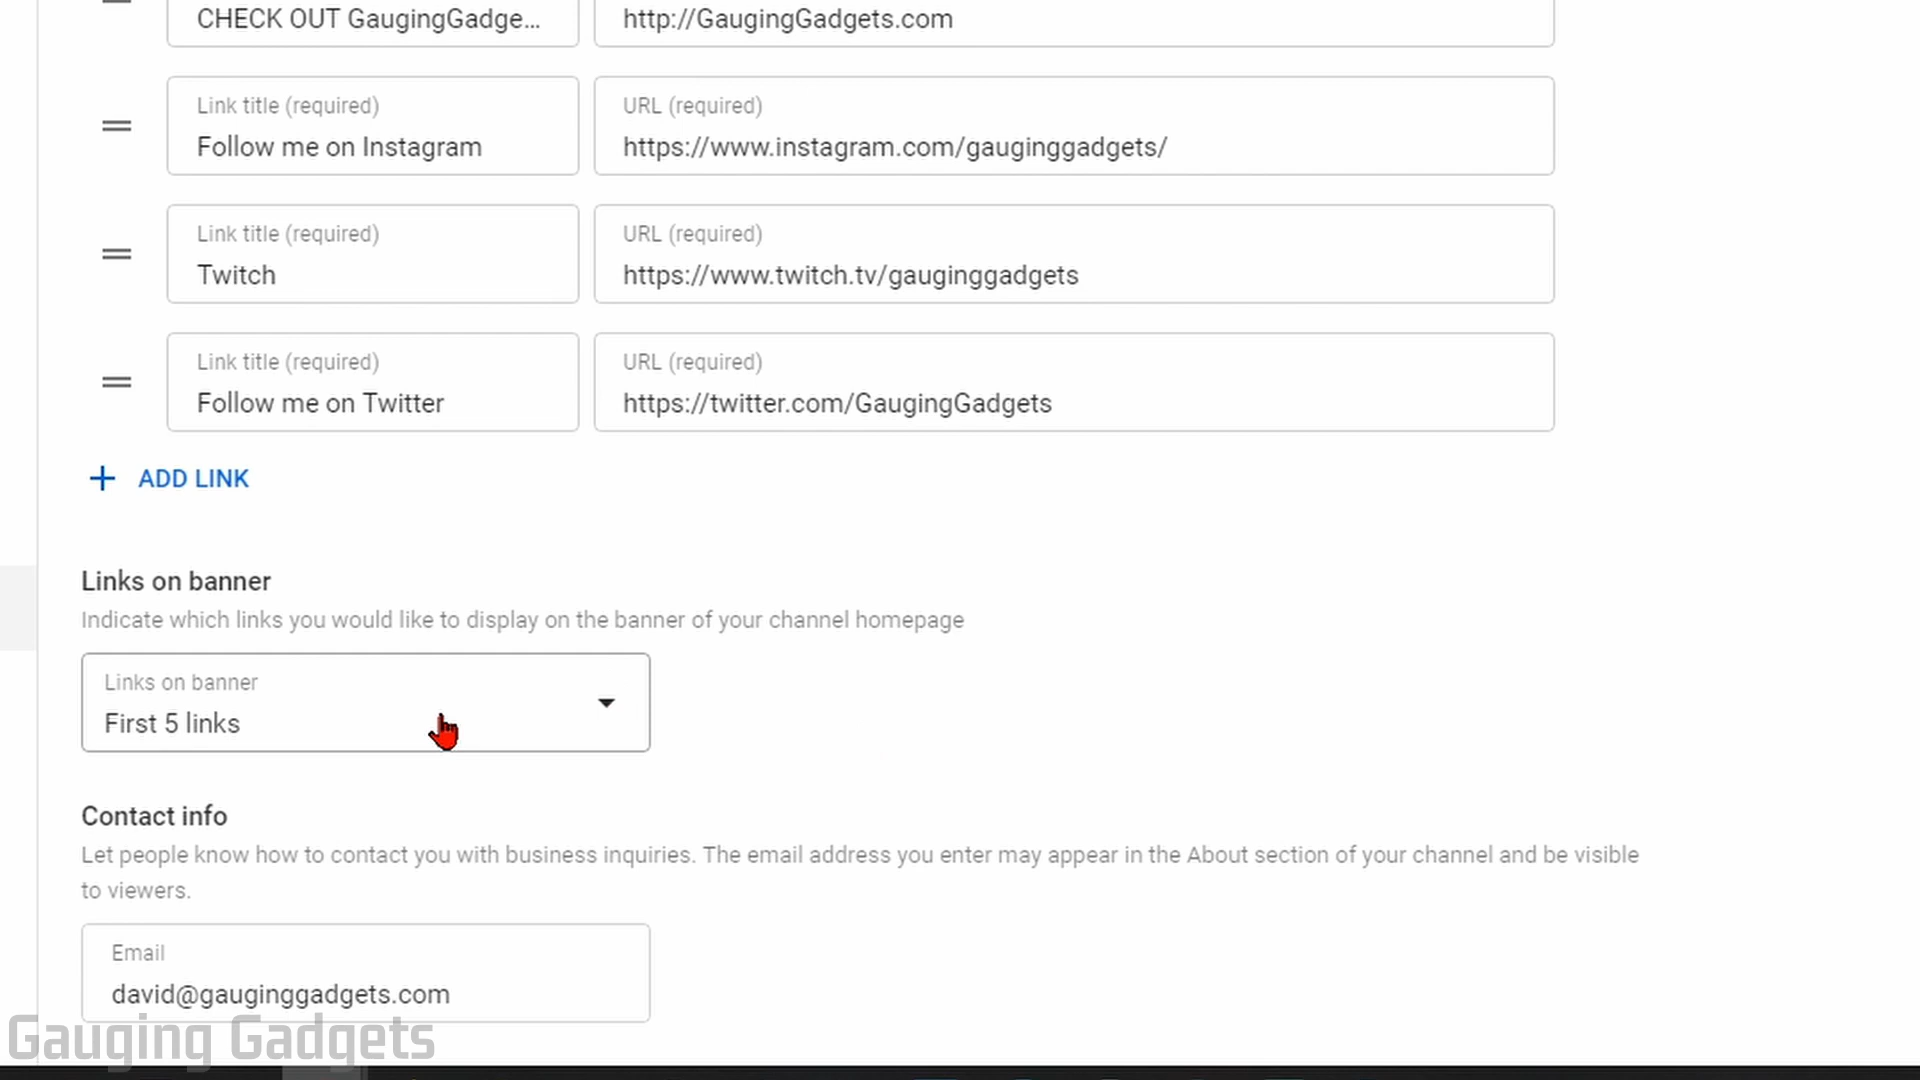 CHECK OUT GaugingGadge...
http://GaugingGadgets.com
Link title (required)
URL (required)
Follow me on Instagram
https://www.instagram.com/gauginggadgets/
Link title (required)
URL (required)
Twitch
https://www.twitch.tv/gauginggadgets
Link title (required)
URL (required)
Follow me on Twitter
https://twitter.com/GaugingGadgets
ADD LINK
Links on banner
Indicate which links you would like to display on the banner of your channel homepage
Links on banner
First 5 links
Contact info
Let people know how to contact you with business inquiries. The email address you enter may appear in the About section of your channel and be visible
to viewers.
Email
david@gauginggadgets.com
Gauging Gadgets